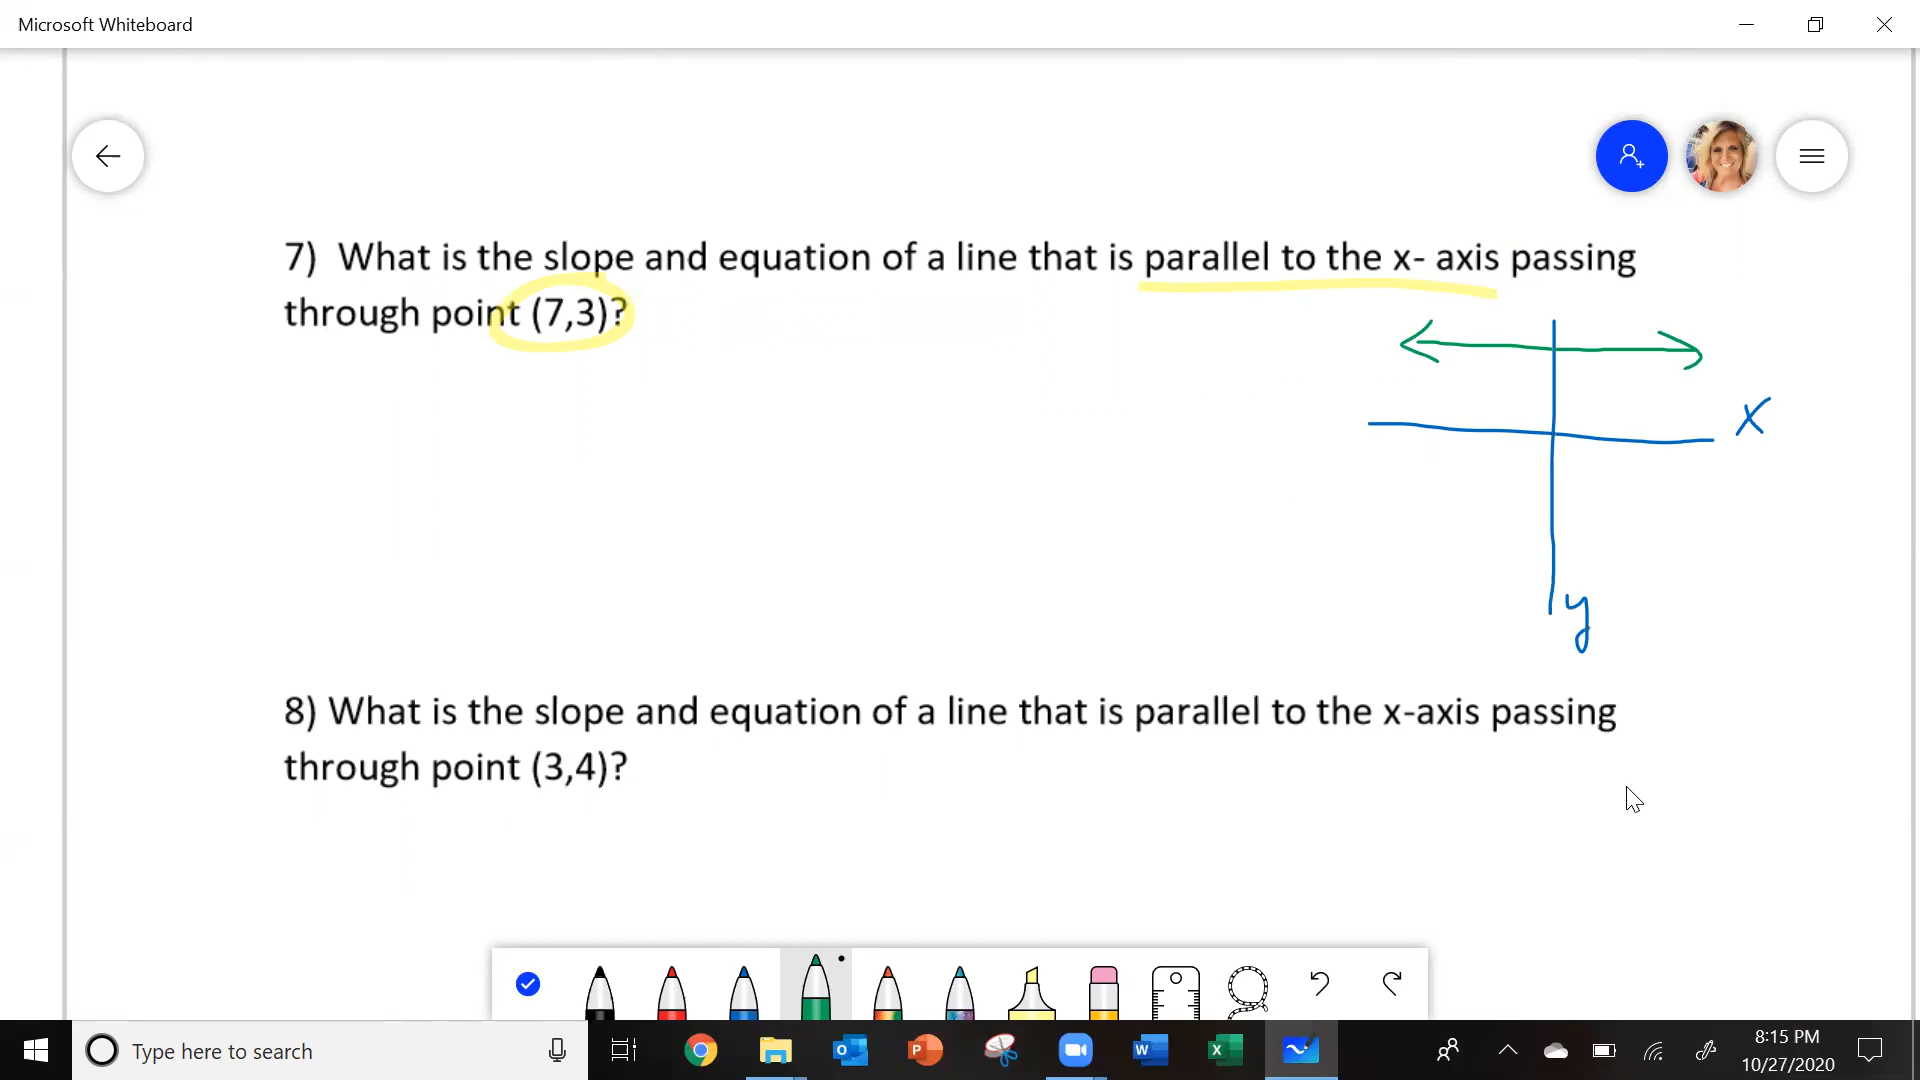 Microsoft Whiteboard
7) What is the slope and equation of a line that is parallel to the x- axis passing
through point (7,3)?
x
y
8) What is the slope and equation of a line that is parallel to the x-axis passing
through point (3,4)?
Type here to search
8:15 PM
10/27/2020